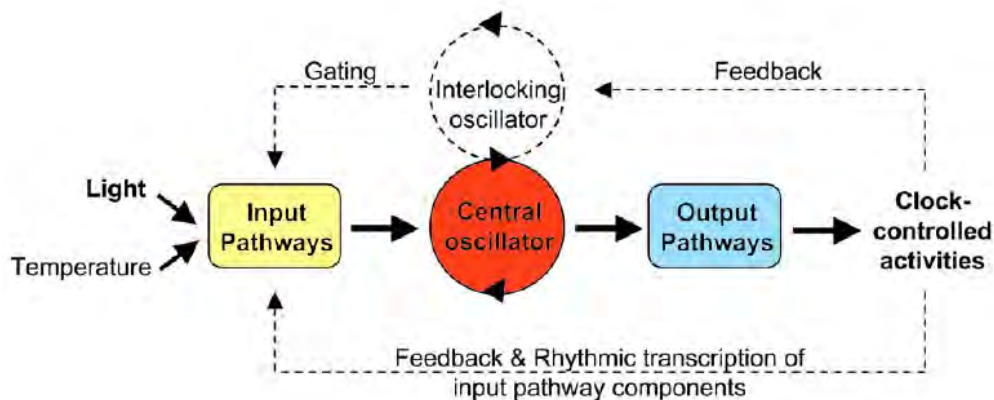 Gating
Interlocking
oscillator
Feedback
Light
Temperature
Input
Pathways
Central
oscillator
Output
Pathways
Clock-
controlled
activities
Feedback & Rhythmic transcription of
input pathway components